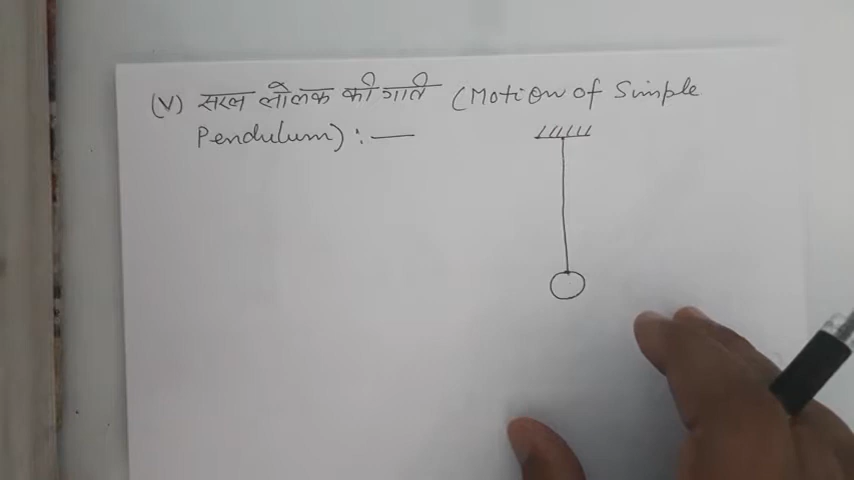 (V) सरल लोलक की गति (Motion of Simple
Pendulum) : —